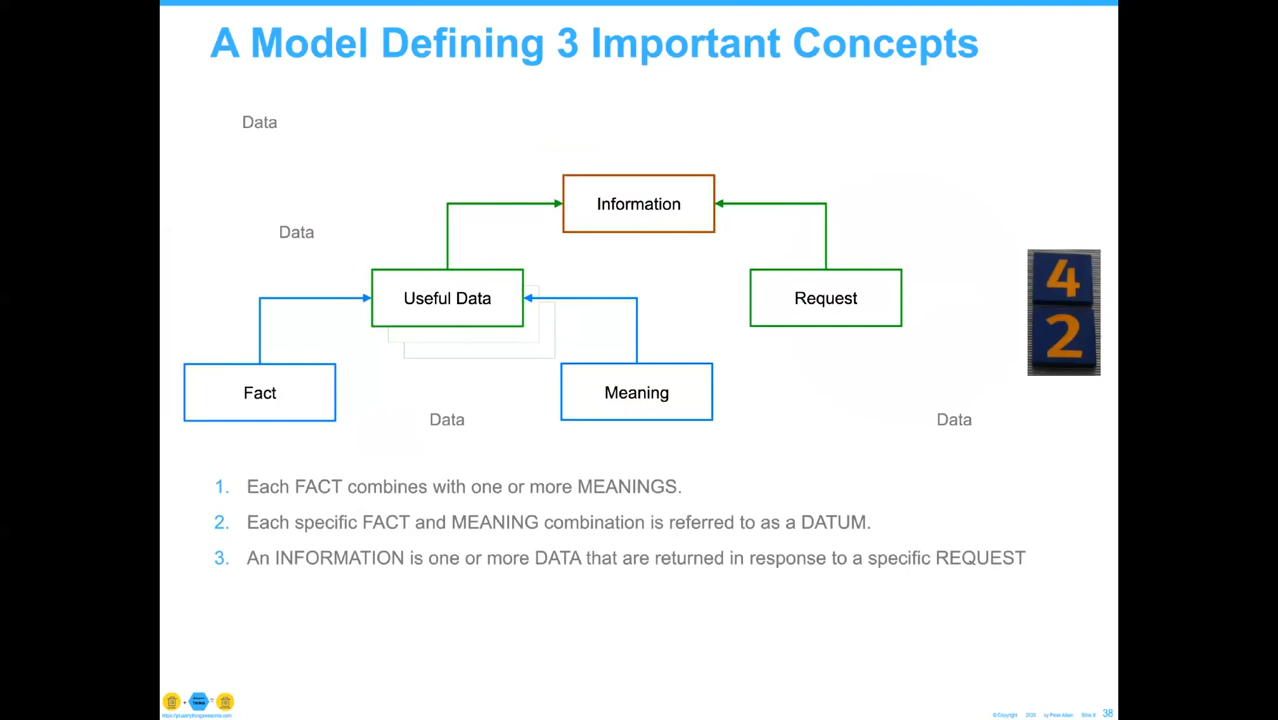 A Model Defining 3 Important Concepts
Data
Information
Data
Useful Data
Request
4
2
Fact
Meaning
Data
Data
1. Each FACT combines with one or more MEANINGS.
2. Each specific FACT and MEANING combination is referred to as a DATUM.
3. An INFORMATION is one or more DATA that are returned in response to a specific REQUEST
38